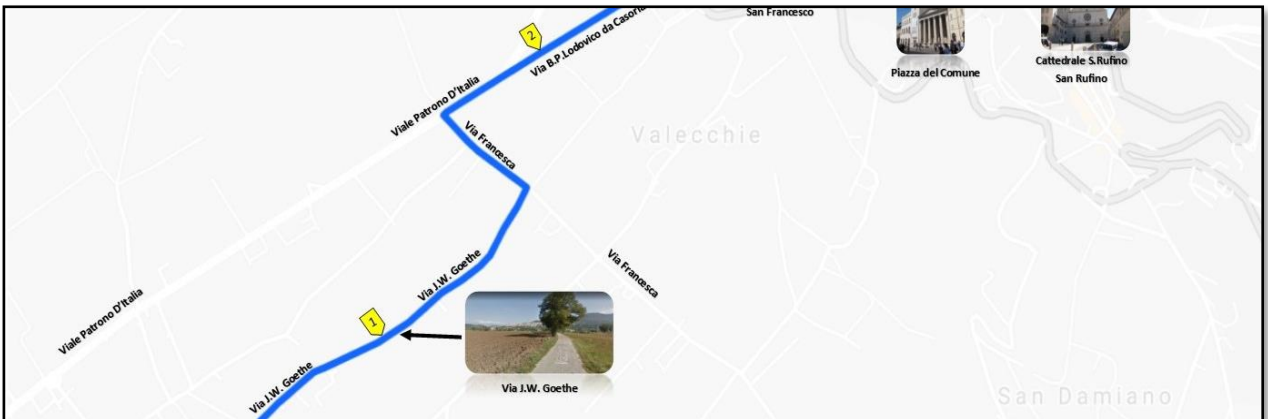 San Francesco
Piazza del Comune
Cattedrale S.Rufino
San Rufino
2
Via B.P.Lodovico da Casoria
Viale Patrono D'Italia
Via Francesca
Valecchie
Via J.W. Goethe
Via Francesca
Viale Patrono D'Italia
1
Via J.W. Goethe
Via J.W. Goethe
San Damiano